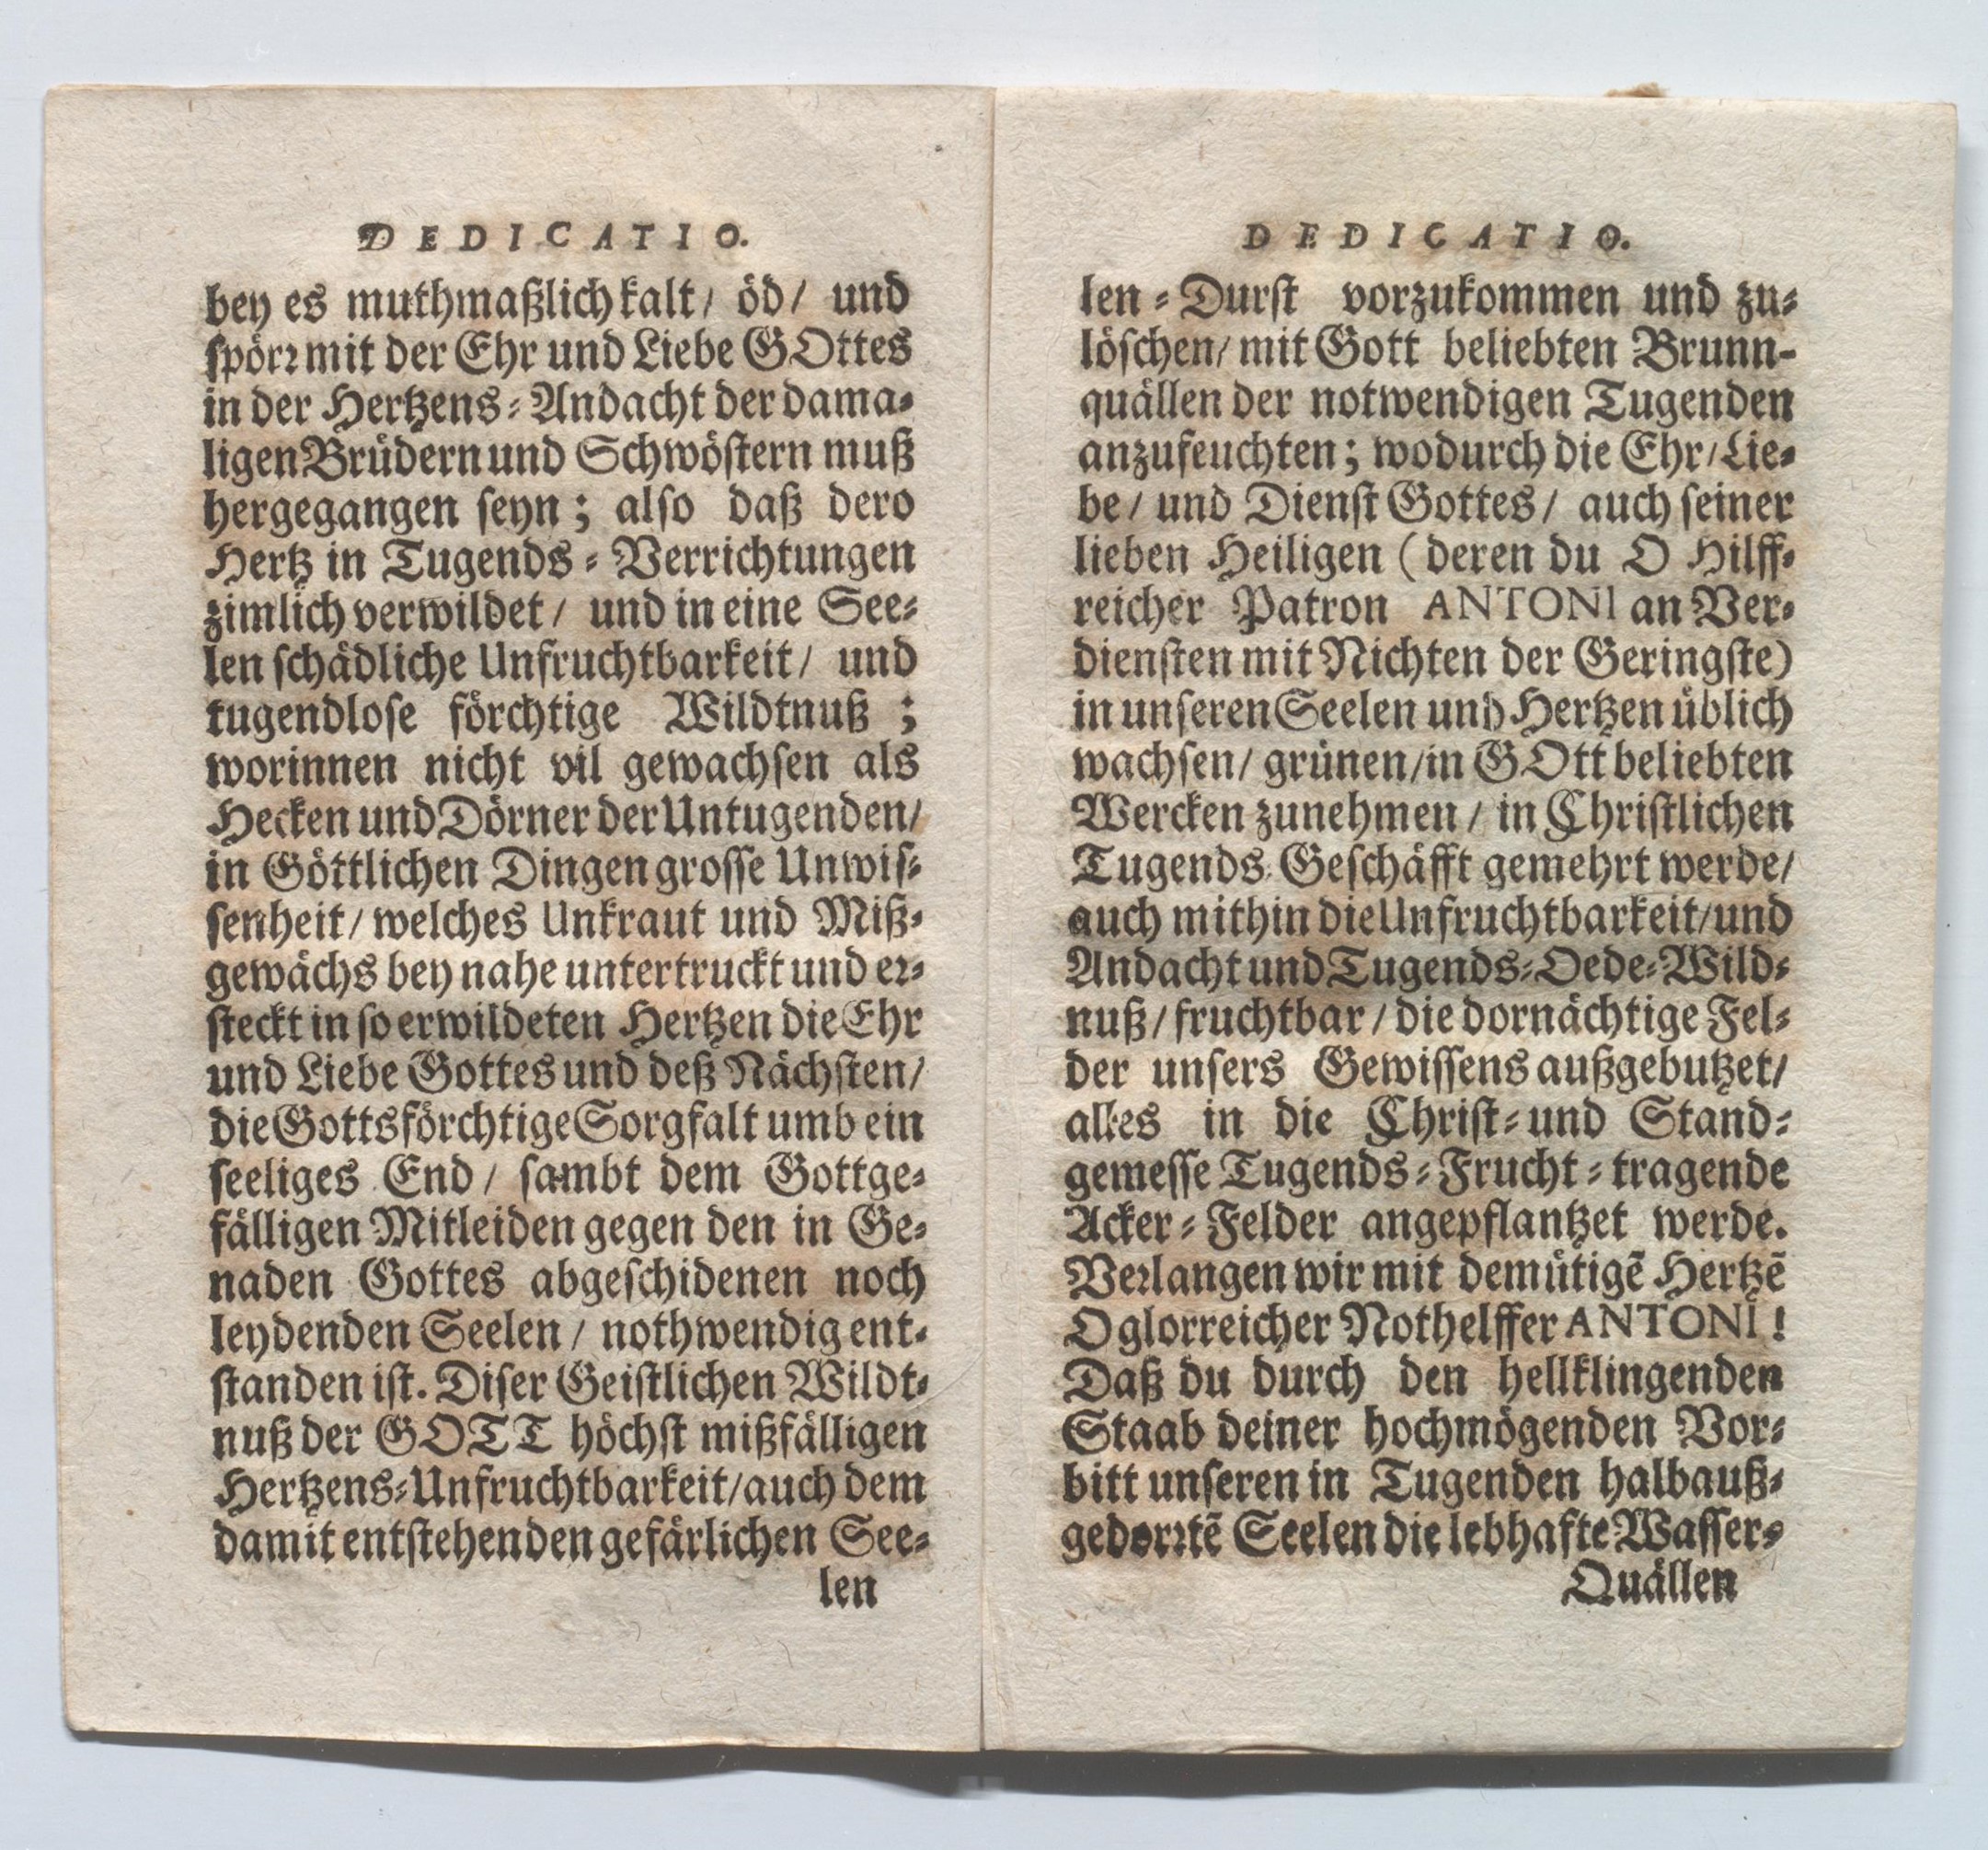 DEDICATIO.
bey es muthmaßlich kalt / öd / und
spörr mit der Ehr und Liebe GOttes
in der Hertzens-Andacht der dama-
ligen Brüdern und Schwöstern muß
hergegangen seyn; also daß dero
Hertz in Tugends-Verrichtungen
zimlich verwildet / und in eine See-
len schädliche Unfruchtbarkeit / und
tugendlose förchtige Wildtnuß;
worinnen nicht vil gewachsen als
Hecken und Dörner der Untugenden /
in Göttlichen Dingen grosse Unwis-
senheit / welches Unkraut und Miß-
gewächs bey nahe untertruckt und er-
steckt in so erwildeten Hertzen die Ehr
und Liebe Gottes und deß Nächsten /
die Gottsförchtige Sorgfalt umb ein
seeliges End / sambt dem Gottge-
fälligen Mitleiden gegen den in Ge-
naden Gottes abgeschidenen noch
leydenden Seelen / nothwendig ent-
standen ist. Diser Geistlichen Wildt-
nuß der GOTT höchst mißfälligen
Hertzens-Unfruchtbarkeit / auch dem
damit entstehenden gefärlichen See-
len
DEDICATIO.
len-Durst vorzukommen und zu-
löschen / mit Gott beliebten Brunn-
quällen der notwendigen Tugenden
anzufeuchten; wodurch die Ehr / Lie-
be / und Dienst Gottes / auch seiner
lieben Heiligen (deren du O Hilff-
reicher Patron ANTONI an Ver-
diensten mit Nichten der Geringste)
in unseren Seelen und Hertzen üblich
wachsen / grünen / in GOtt beliebten
Wercken zunehmen / in Christlichen
Tugends-Geschäfft gemehrt werde /
auch mithin die Unfruchtbarkeit / und
Andacht und Tugends-Oede-Wild-
nuß / fruchtbar / die dornächtige Fel-
der unsers Gewissens außgebutzet /
alles in die Christ- und Stand-
gemesse Tugends-Frucht-tragende
Acker-Felder angepflantzet werde.
Verlangen wir mit demütigē Hertzē
O glorreicher Nothelffer ANTONI!
Daß du durch den hellklingenden
Staab deiner hochmögenden Vor-
bitt unseren in Tugenden halbauß-
gedorrtē Seelen die lebhafte Wasser-
Quällen